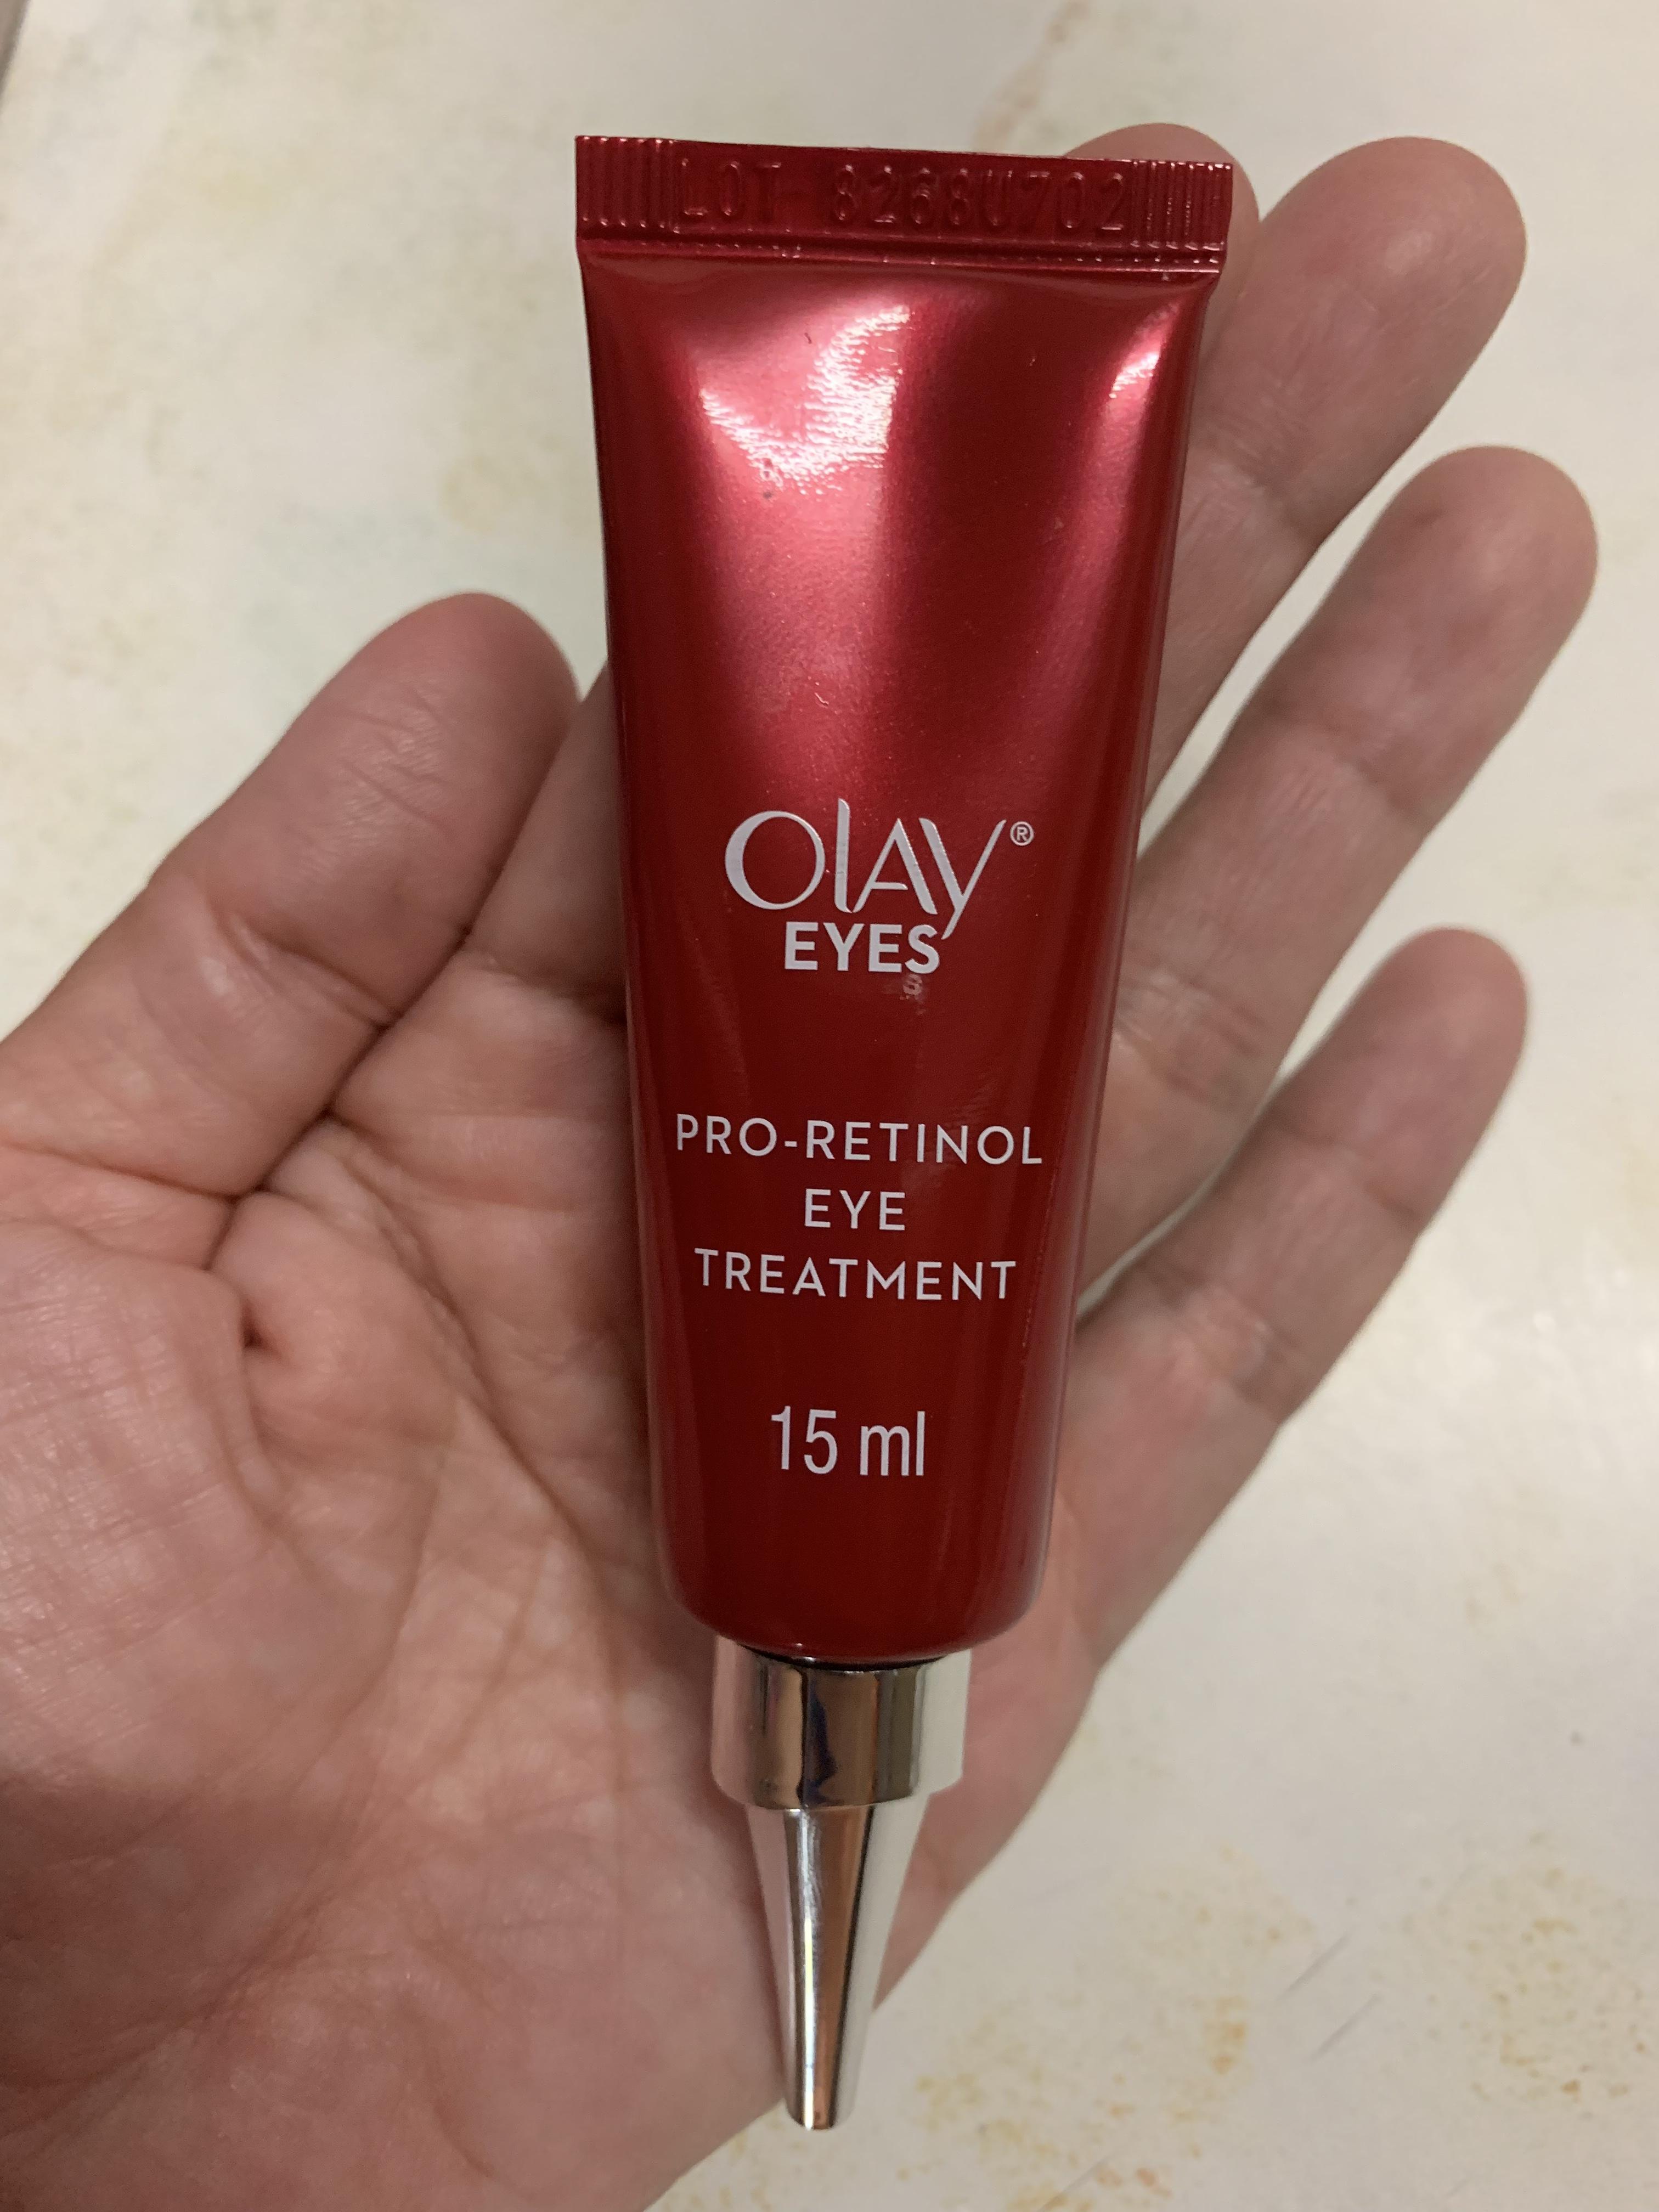 LOT 8268U702
OLAY®
EYES
PRO-RETINOL
EYE
TREATMENT
15 ml